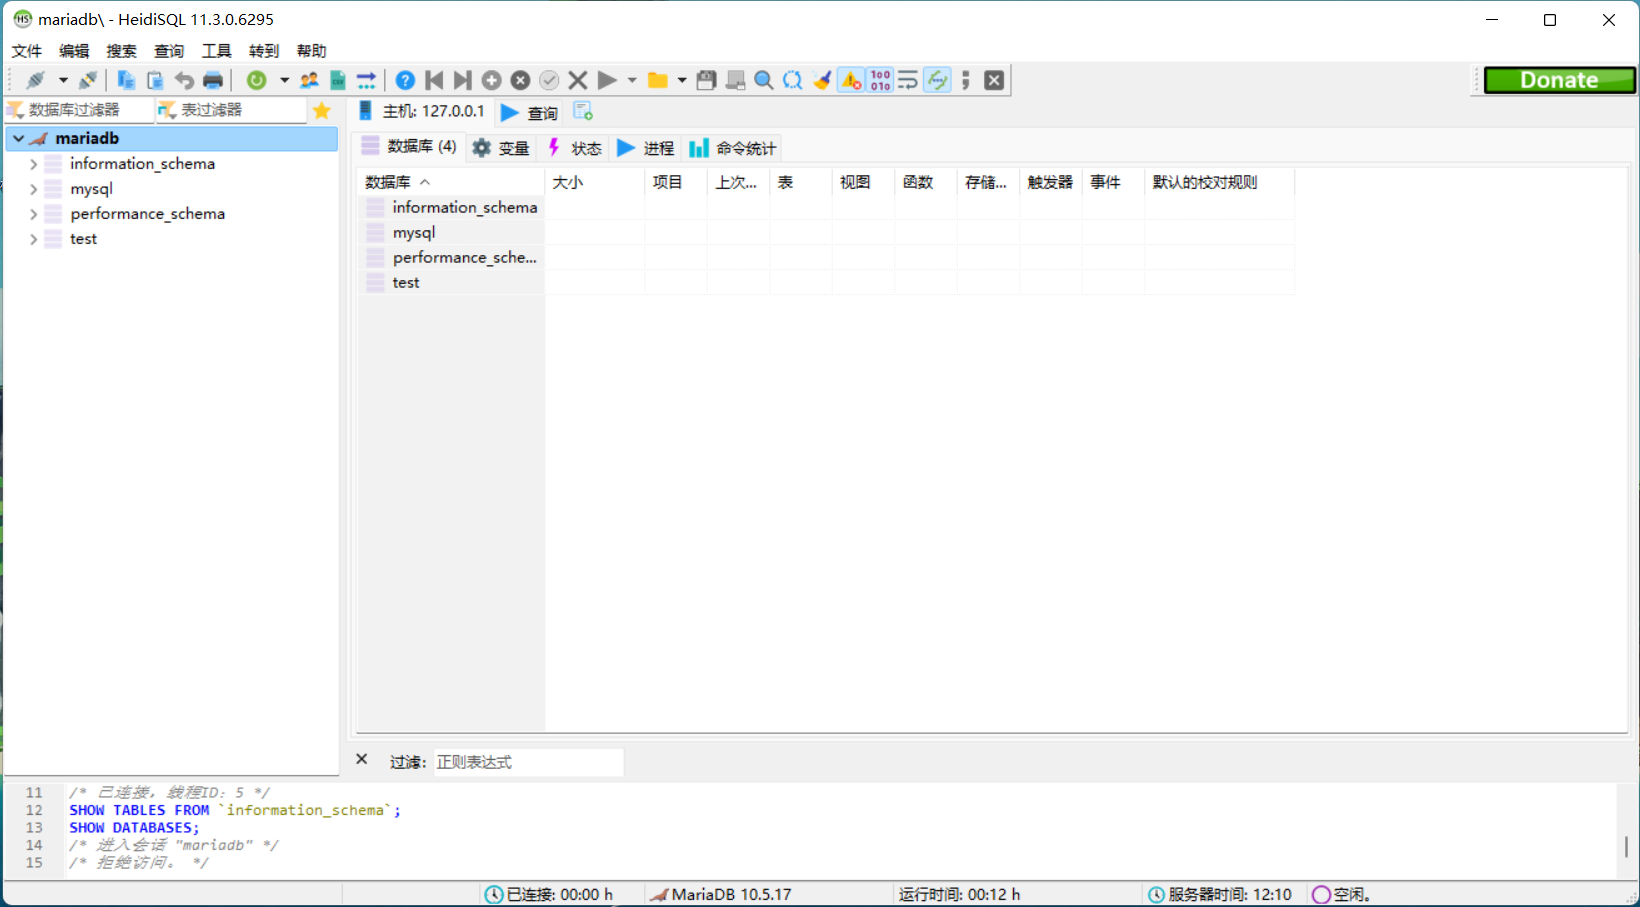 mariadb\ - HeidiSQL 11.3.0.6295
文件 编辑 搜索 查询 工具 转到 帮助
Donate
数据库过滤器 表过滤器
主机: 127.0.0.1 查询
mariadb
information_schema
mysql
performance_schema
test
数据库 (4) 变量 状态 进程 命令统计
数据库 大小 项目 上次... 表 视图 函数 存储... 触发器 事件 默认的校对规则
information_schema
mysql
performance_sche...
test
过滤: 正则表达式
11 /* 已连接，线程ID：5 */
12 SHOW TABLES FROM `information_schema`;
13 SHOW DATABASES;
14 /* 进入会话 "mariadb" */
15 /* 拒绝访问。 */
已连接: 00:00 h MariaDB 10.5.17 运行时间: 00:12 h 服务器时间: 12:10 空闲。